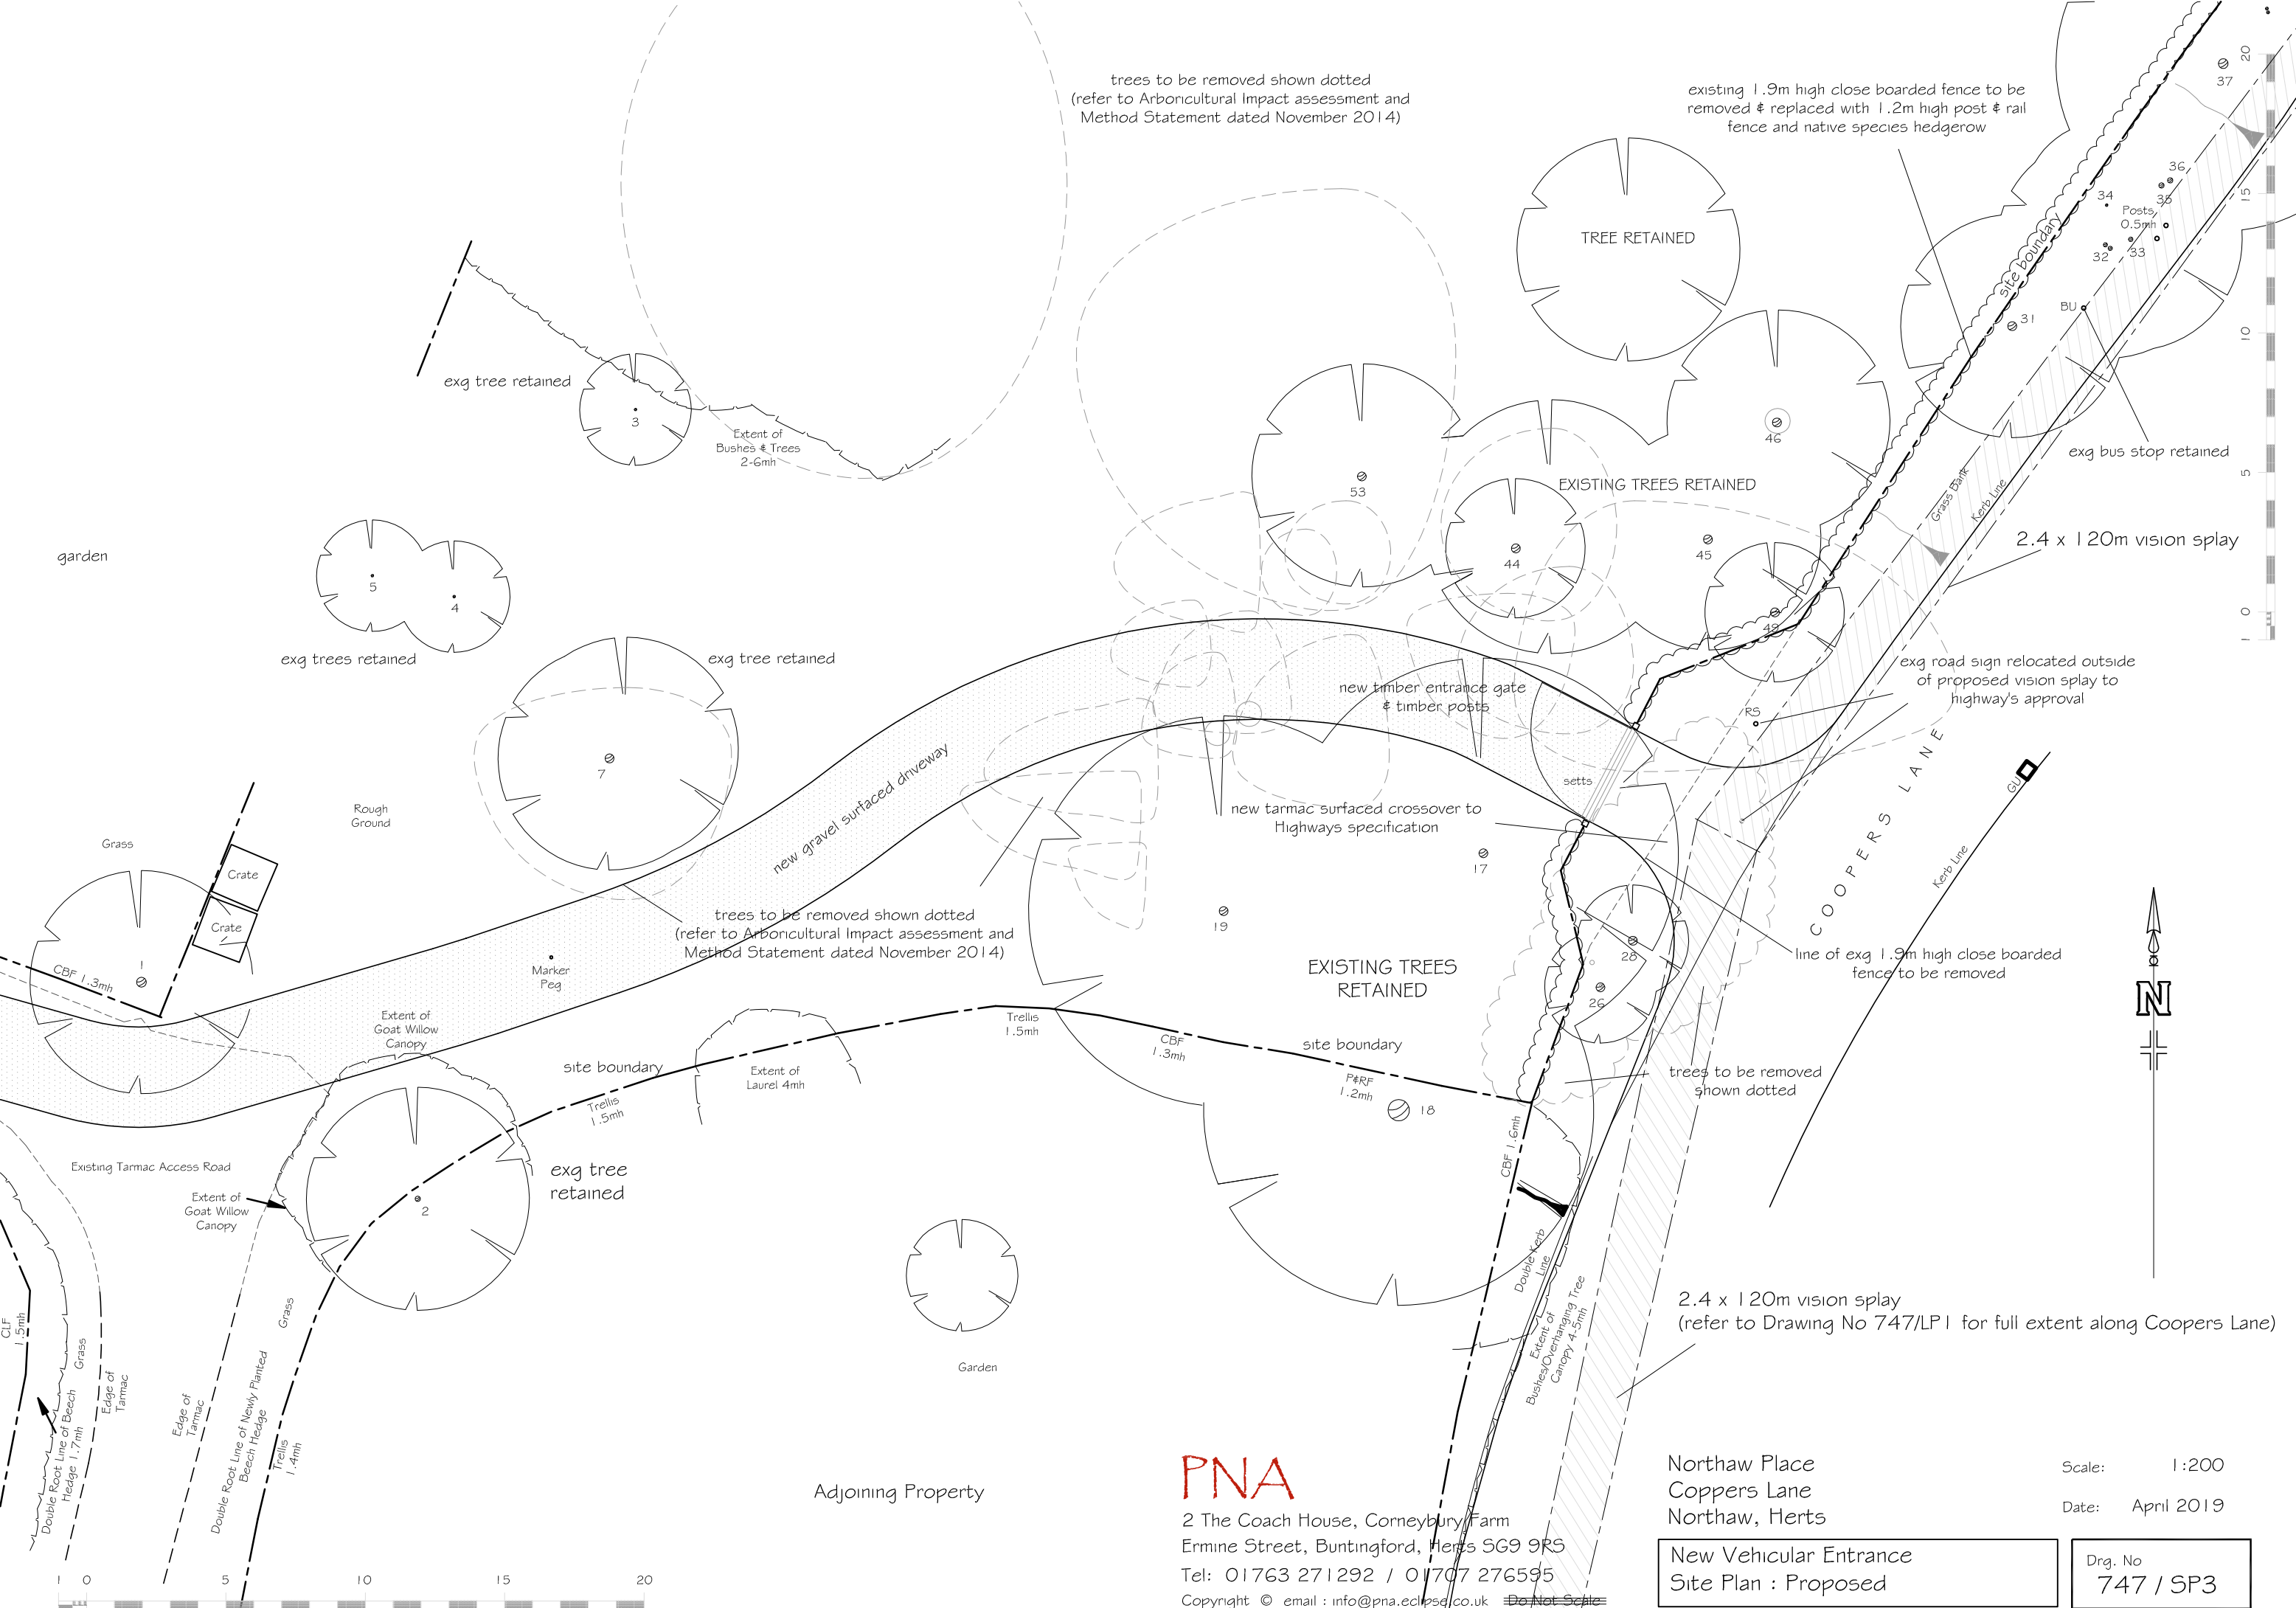 trees to be removed shown dotted
(refer to Arboricultural Impact assessment and
Method Statement dated November 2014)
existing 1.9m high close boarded fence to be
removed & replaced with 1.2m high post & rail
fence and native species hedgerow
20
37
36
35
34
15
Posts
0.5mh
33
32
TREE RETAINED
site boundary
BU
31
10
exg tree retained
3
Extent of
Bushes & Trees
2-6mh
46
exg bus stop retained
5
53
EXISTING TREES RETAINED
Grass Bank
Kerb Line
2.4 x 120m vision splay
garden
44
45
5
4
49
0
1
exg trees retained
exg tree retained
exg road sign relocated outside
of proposed vision splay to
highway's approval
new timber entrance gate
& timber posts
RS
7
setts
COOPERS LANE
GU
new gravel surfaced driveway
Rough
Ground
new tarmac surfaced crossover to
Highways specification
Grass
Crate
Crate
17
Kerb Line
19
trees to be removed shown dotted
(refer to Arboricultural Impact assessment and
Method Statement dated November 2014)
28
26
line of exg 1.9m high close boarded
fence to be removed
CBF 1.3mh
1
Marker
Peg
EXISTING TREES
RETAINED
N
Extent of
Goat Willow
Canopy
Trellis
1.5mh
CBF
1.3mh
site boundary
site boundary
Extent of
Laurel 4mh
P&RF
1.2mh
18
trees to be removed
shown dotted
Trellis
1.5mh
CBF 1.6mh
Existing Tarmac Access Road
exg tree
retained
Extent of
Goat Willow
Canopy
2
Double Kerb
Line
CLF
1.5mh
Grass
Grass
Extent of
Bushes/Overhanging Tree
Canopy 4-5mh
2.4 x 120m vision splay
(refer to Drawing No 747/LP1 for full extent along Coopers Lane)
Garden
Edge of
Tarmac
Edge of
Tarmac
Double Root Line of Beech
Hedge 1.7mh
Double Root Line of Newly Planted
Beech Hedge
Trellis
1.4mh
Adjoining Property
PNA
2 The Coach House, Corneybury Farm
Ermine Street, Buntingford, Herts SG9 9RS
Tel: 01763 271292 / 01707 276595
Copyright © email : info@pna.eclipse.co.uk Do Not Scale
Northaw Place
Coppers Lane
Northaw, Herts
Scale: 1:200
Date: April 2019
New Vehicular Entrance
Site Plan : Proposed
Drg. No
747 / SP3
1 0 5 10 15 20